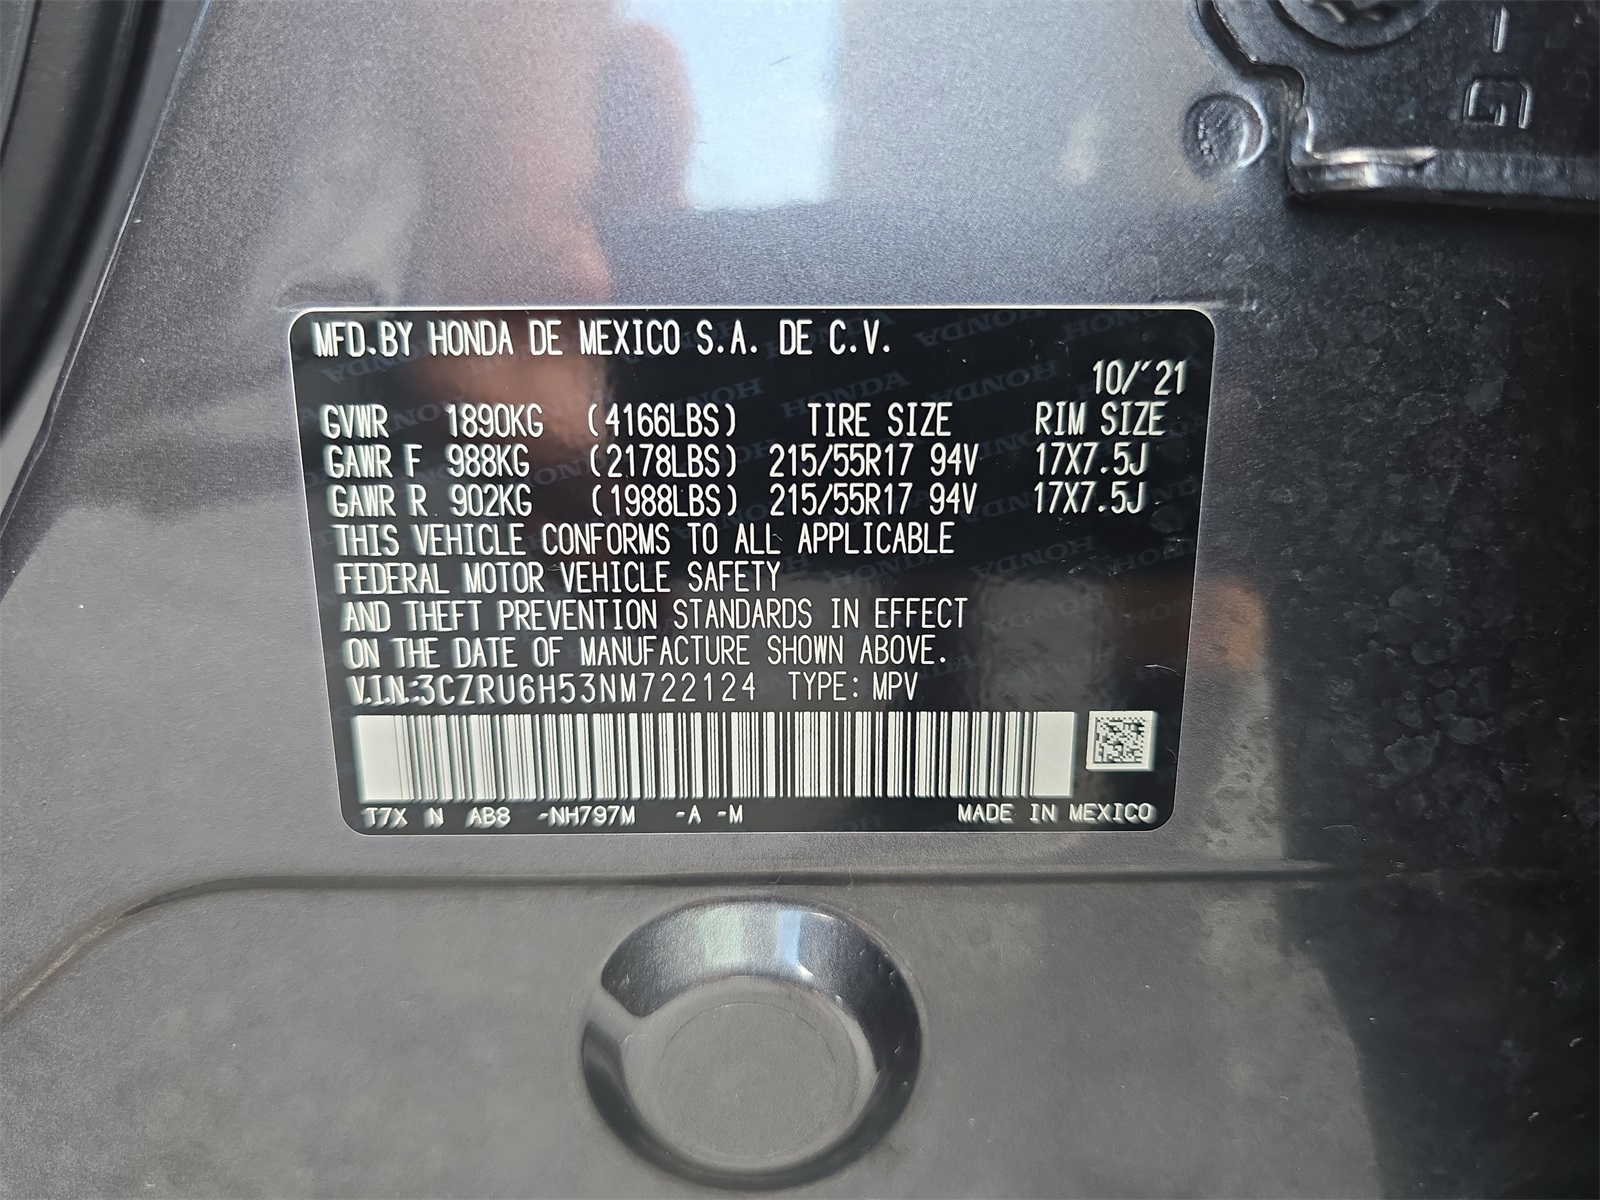 MFD.BY HONDA DE MEXICO S.A. DE C.V.
10/'21
GVWR 1890KG (4166LBS) TIRE SIZE RIM SIZE
GAWR F 988KG (2178LBS) 215/55R17 94V 17X7.5J
GAWR R 902KG (1988LBS) 215/55R17 94V 17X7.5J
THIS VEHICLE CONFORMS TO ALL APPLICABLE
FEDERAL MOTOR VEHICLE SAFETY
AND THEFT PREVENTION STANDARDS IN EFFECT
ON THE DATE OF MANUFACTURE SHOWN ABOVE.
V.I.N.:3CZRU6H53NM722124 TYPE: MPV
T7X N AB8 -NH797M -A -M MADE IN MEXICO